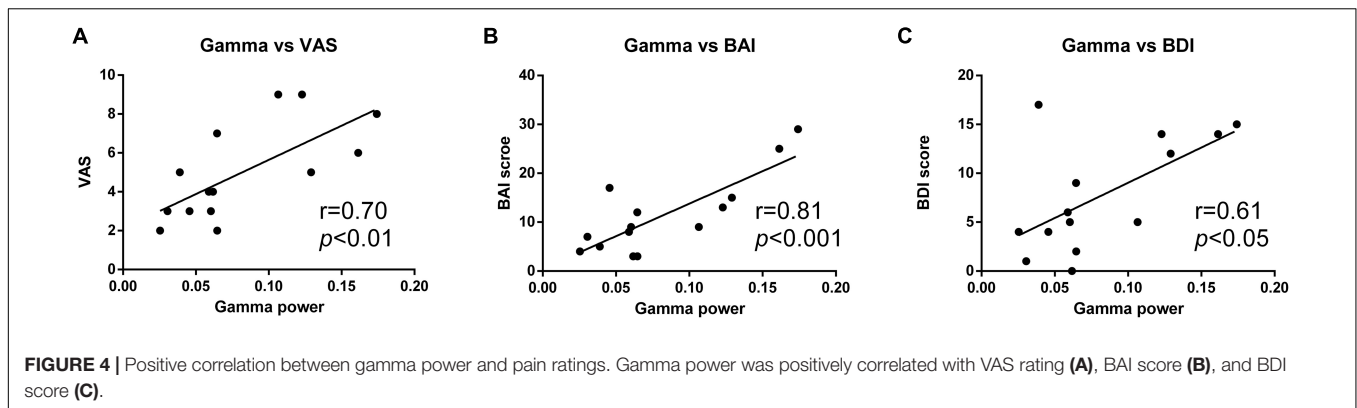 A
Gamma vs VAS
10
8
6
4
2
0
VAS
0.00 0.05 0.10 0.15 0.20
Gamma power
r=0.70
p<0.01
B
Gamma vs BAI
40
30
20
10
0
BAI scroe
0.00 0.05 0.10 0.15 0.20
Gamma power
r=0.81
p<0.001
C
Gamma vs BDI
20
15
10
5
0
BDI score
0.00 0.05 0.10 0.15 0.20
Gamma power
r=0.61
p<0.05
FIGURE 4 | Positive correlation between gamma power and pain ratings. Gamma power was positively correlated with VAS rating (A), BAI score (B), and BDI
score (C).